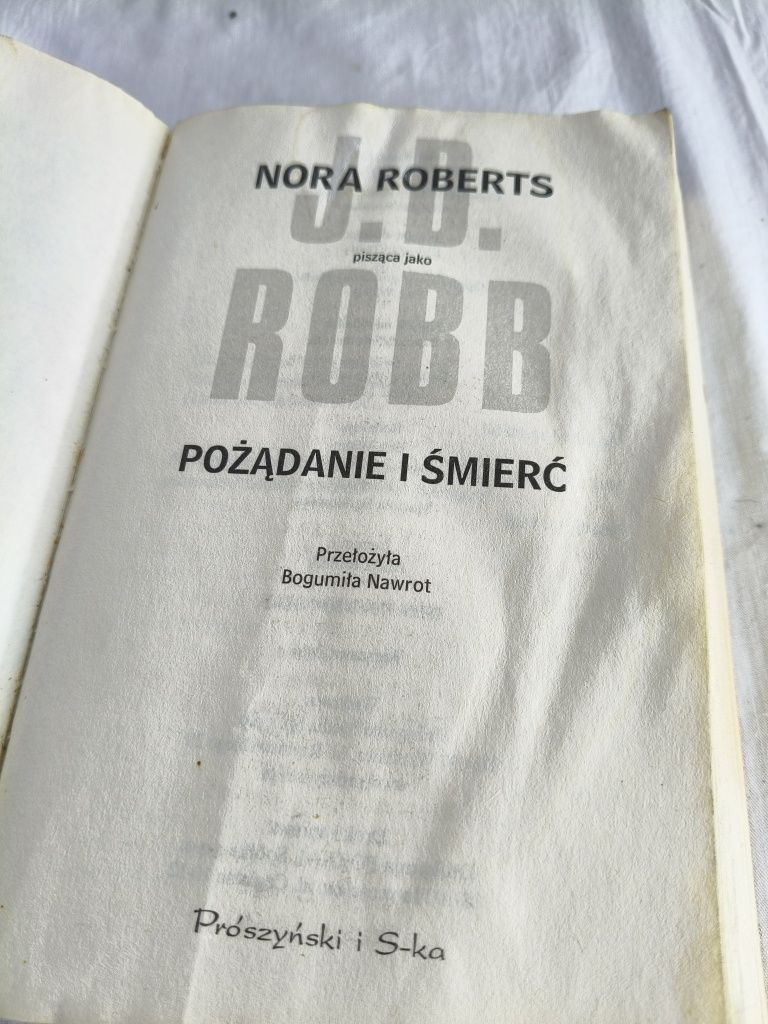 NORA ROBERTS
J.D.
pisząca jako
ROBB
POŻĄDANIE I ŚMIERĆ
Przełożyła
Bogumiła Nawrot
Prószyński i S-ka